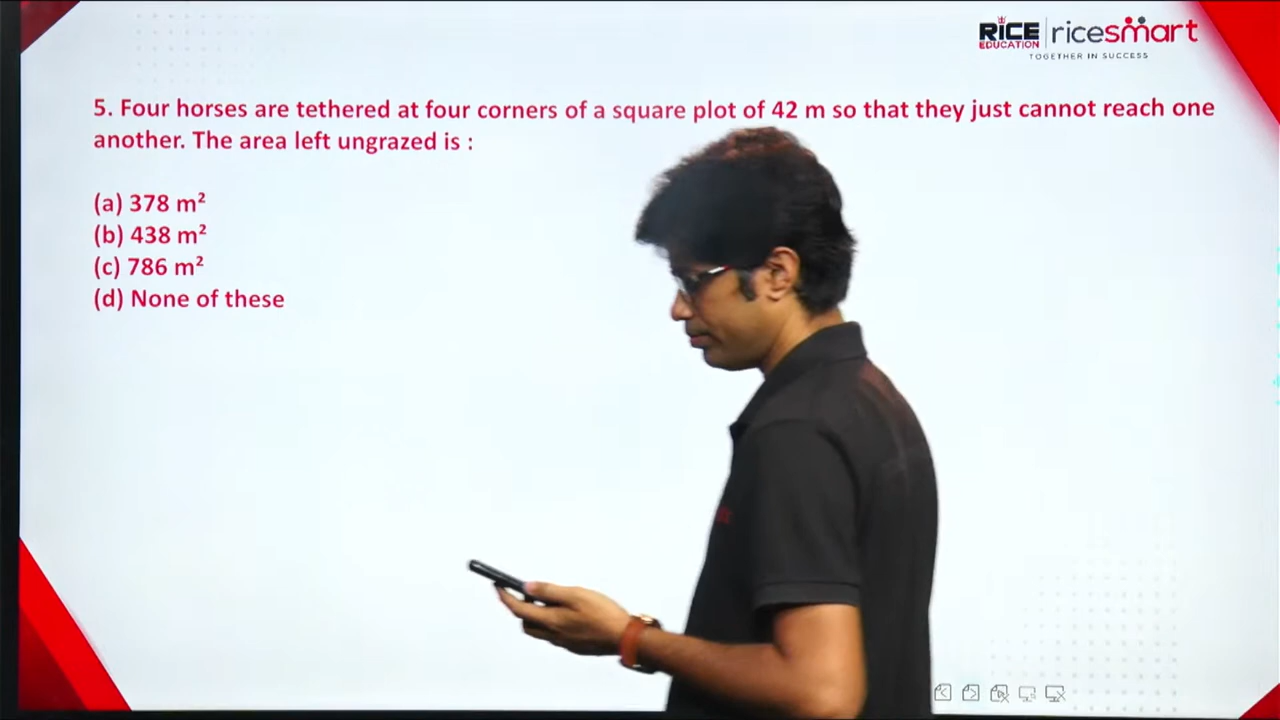 RICE
EDUCATION
ricesmart
TOGETHER IN SUCCESS
5. Four horses are tethered at four corners of a square plot of 42 m so that they just cannot reach one
another. The area left ungrazed is :
(a) 378 m²
(b) 438 m²
(c) 786 m²
(d) None of these